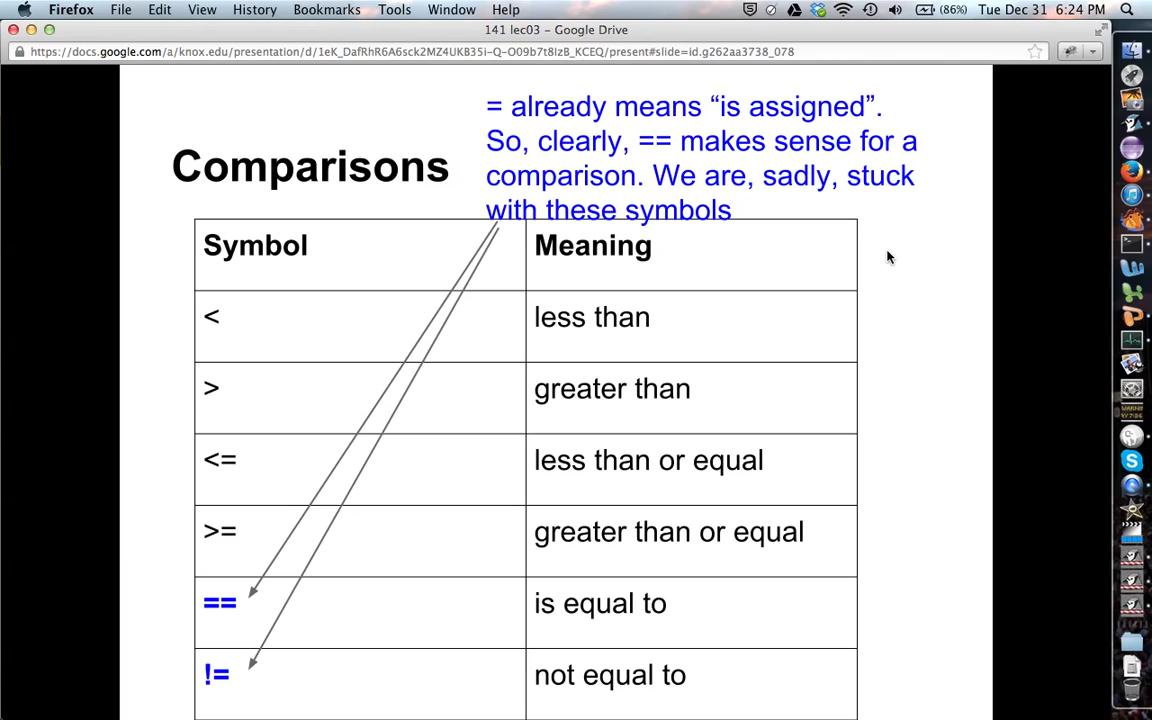 Firefox File Edit View History Bookmarks Tools Window Help (86%) Tue Dec 31 6:24 PM
141 lec03 – Google Drive
https://docs.google.com/a/knox.edu/presentation/d/1eK_DafRhR6A6sck2MZ4UKB35i-Q-O09b7t8IzB_KCEQ/present#slide=id.g262aa3738_078
= already means “is assigned”.
So, clearly, == makes sense for a
comparison. We are, sadly, stuck
with these symbols
Comparisons
Symbol Meaning
< less than
> greater than
<= less than or equal
>= greater than or equal
== is equal to
!= not equal to